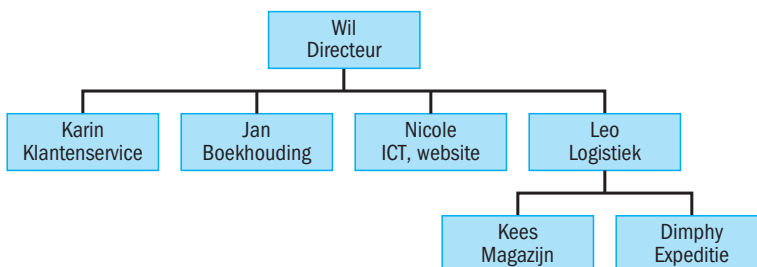 Wil
Directeur
Karin
Klantenservice
Jan
Boekhouding
Nicole
ICT, website
Leo
Logistiek
Kees
Magazijn
Dimphy
Expeditie